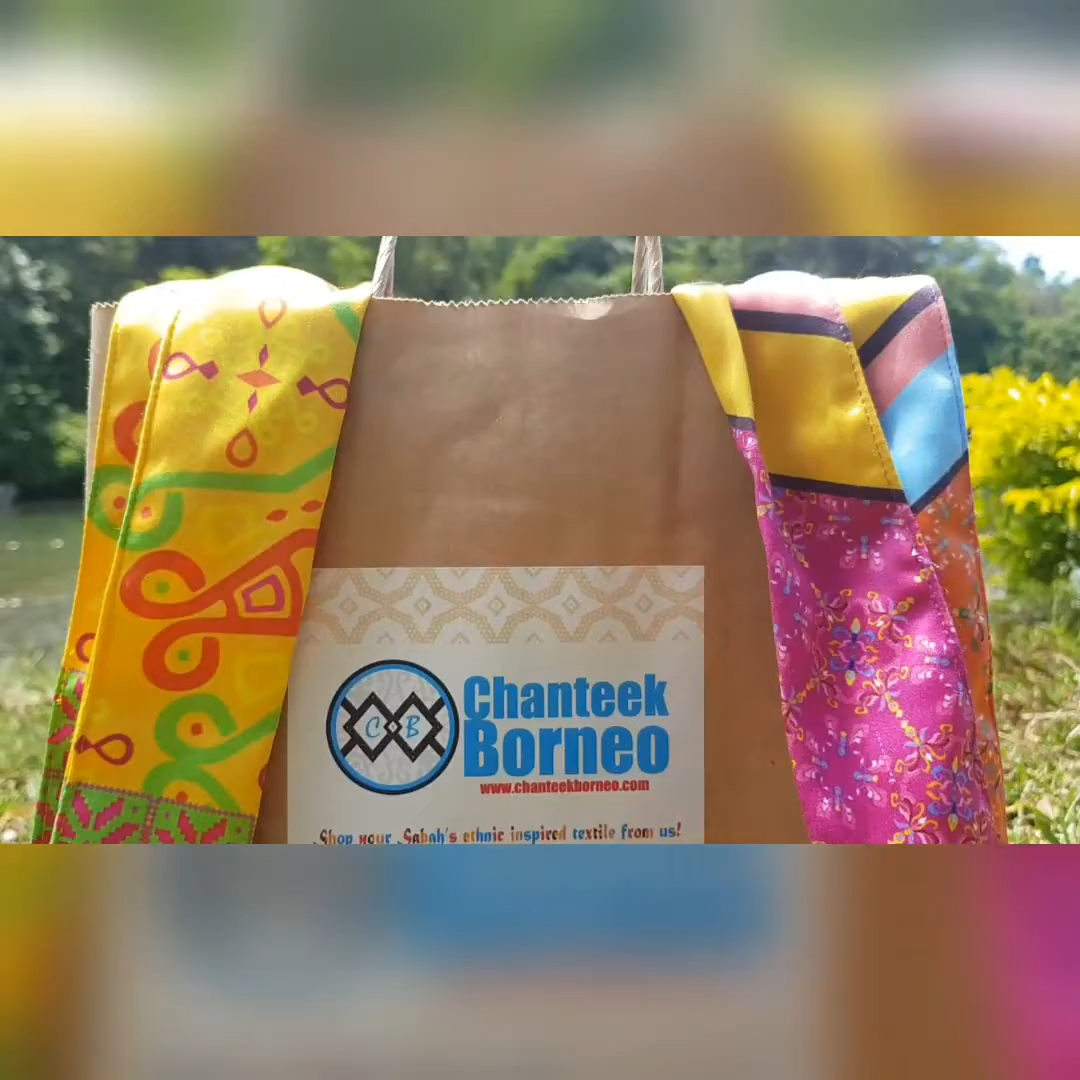 C B
Chanteek
Borneo
www.chanteekborneo.com
Shop your Sabah's ethnic inspired textile from us!